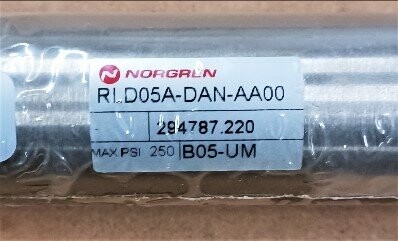 NORGREN
RLD05A-DAN-AA00
294787.220
MAX.PSI 250 B05-UM